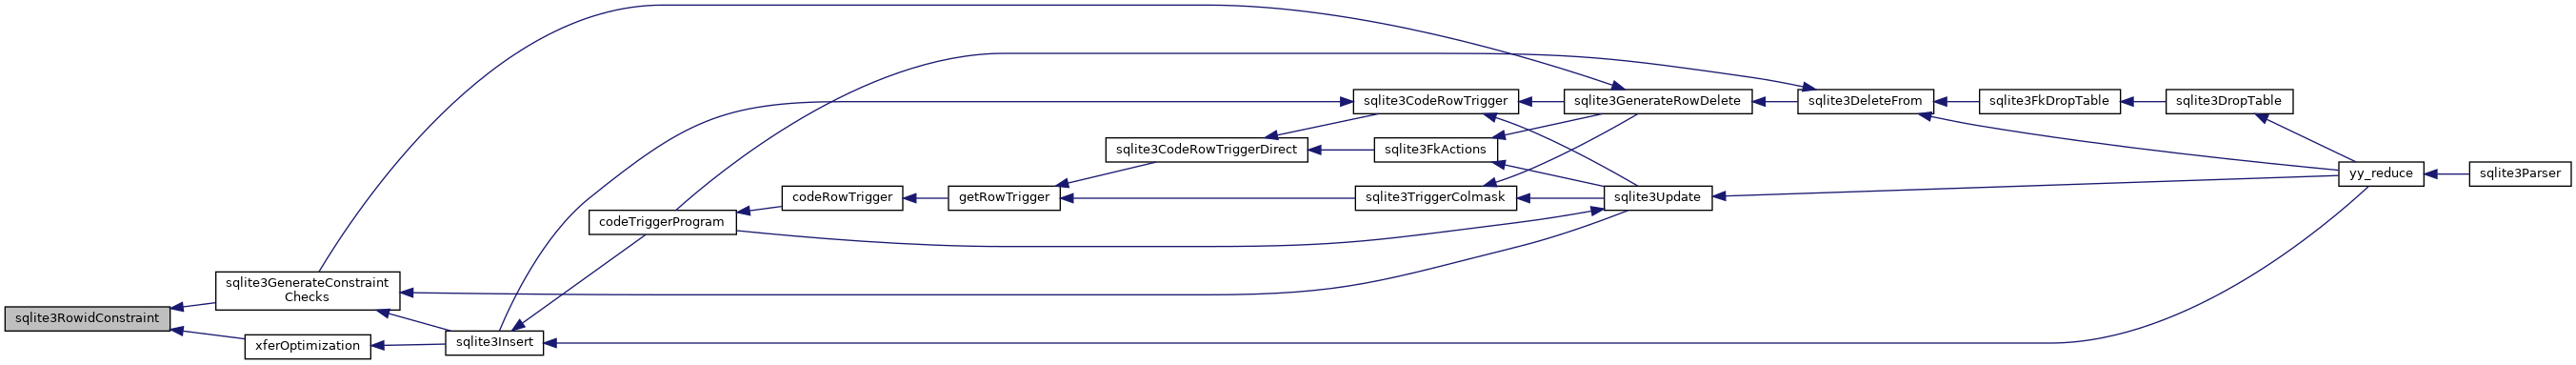 sqlite3RowidConstraint
sqlite3GenerateConstraint
Checks
xferOptimization
sqlite3Insert
codeTriggerProgram
codeRowTrigger
getRowTrigger
sqlite3CodeRowTriggerDirect
sqlite3CodeRowTrigger
sqlite3FkActions
sqlite3TriggerColmask
sqlite3GenerateRowDelete
sqlite3Update
sqlite3DeleteFrom
sqlite3FkDropTable
sqlite3DropTable
yy_reduce
sqlite3Parser